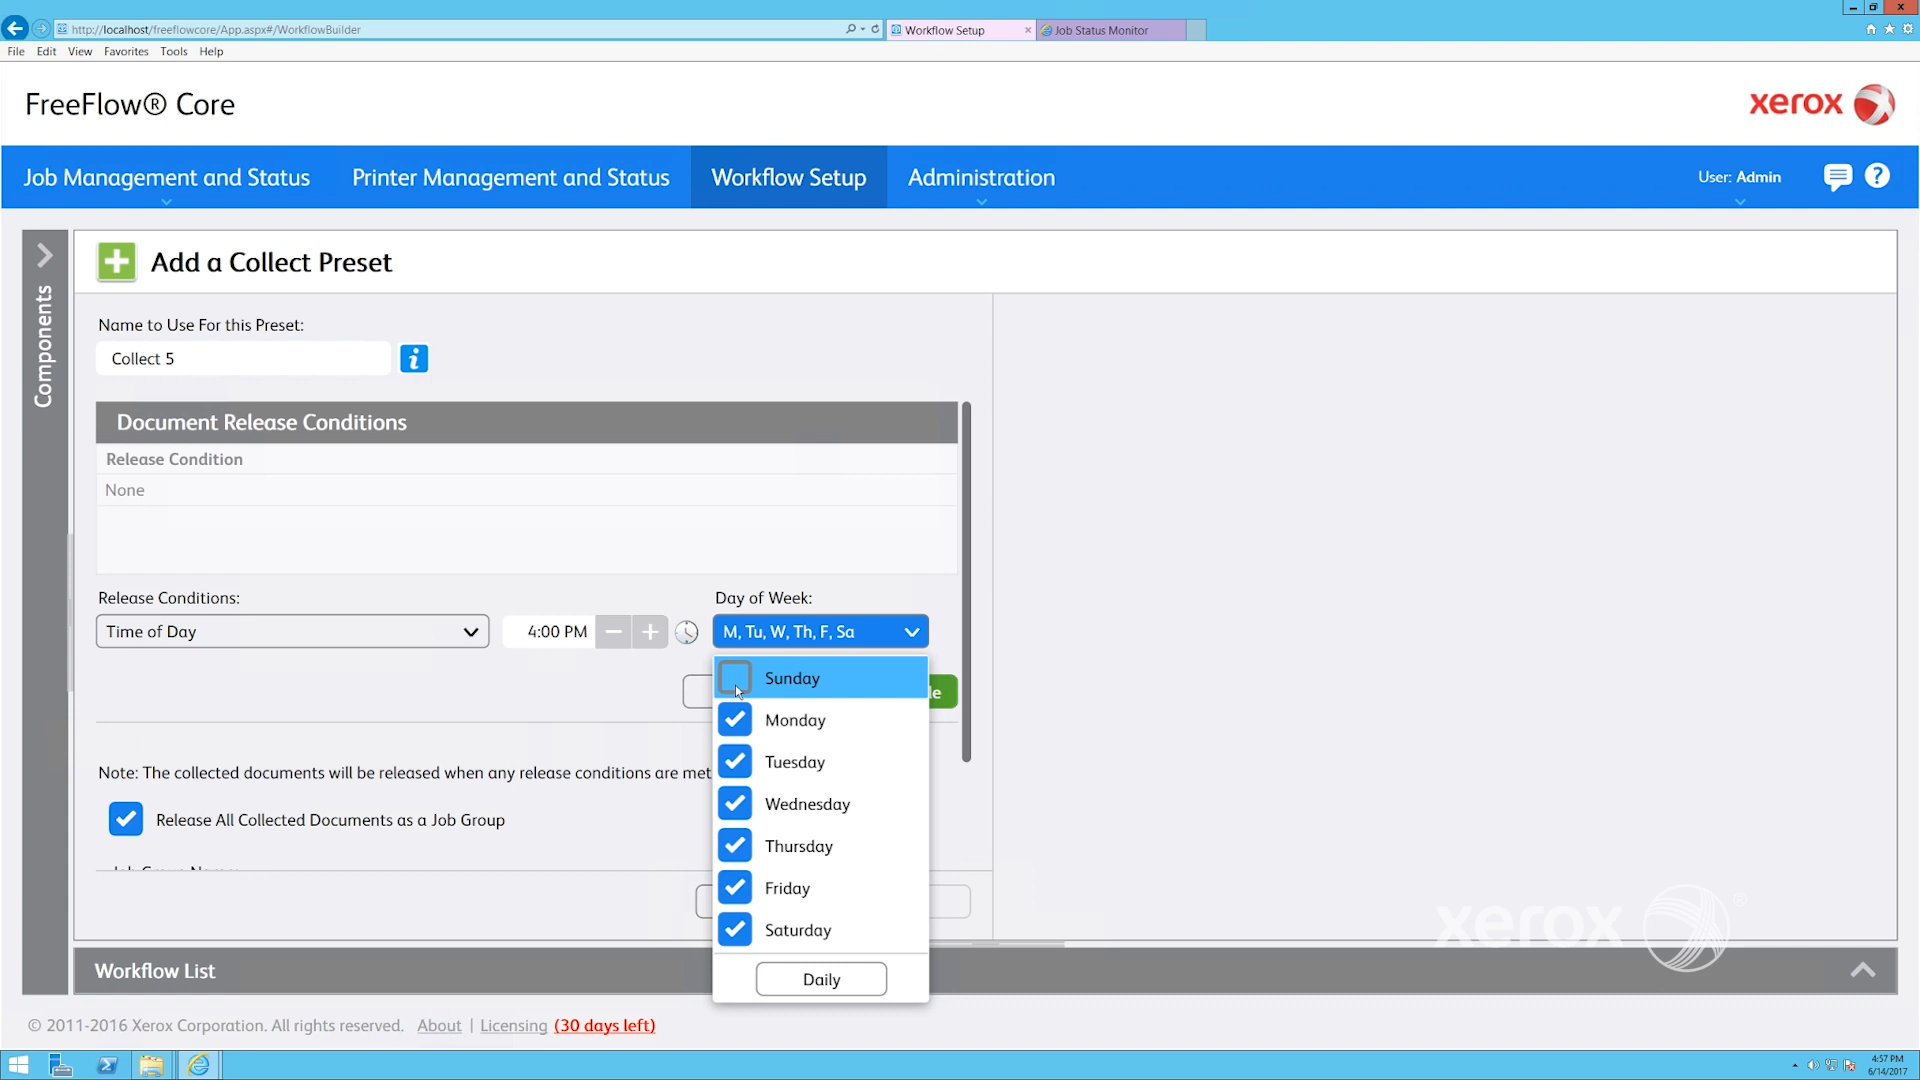 http://localhost/freeflowcore/App.aspx#/WorkflowBuilder
Workflow Setup
Job Status Monitor
File Edit View Favorites Tools Help
FreeFlow® Core
xerox
Job Management and Status
Printer Management and Status
Workflow Setup
Administration
User: Admin
Components
Add a Collect Preset
Name to Use For this Preset:
Collect 5
Document Release Conditions
Release Condition
None
Release Conditions:
Day of Week:
Time of Day
4:00 PM
M, Tu, W, Th, F, Sa
Sunday
Monday
Tuesday
Wednesday
Thursday
Friday
Saturday
Daily
Note: The collected documents will be released when any release conditions are met
Release All Collected Documents as a Job Group
xerox
Workflow List
© 2011-2016 Xerox Corporation. All rights reserved. About | Licensing (30 days left)
4:57 PM
6/14/2017